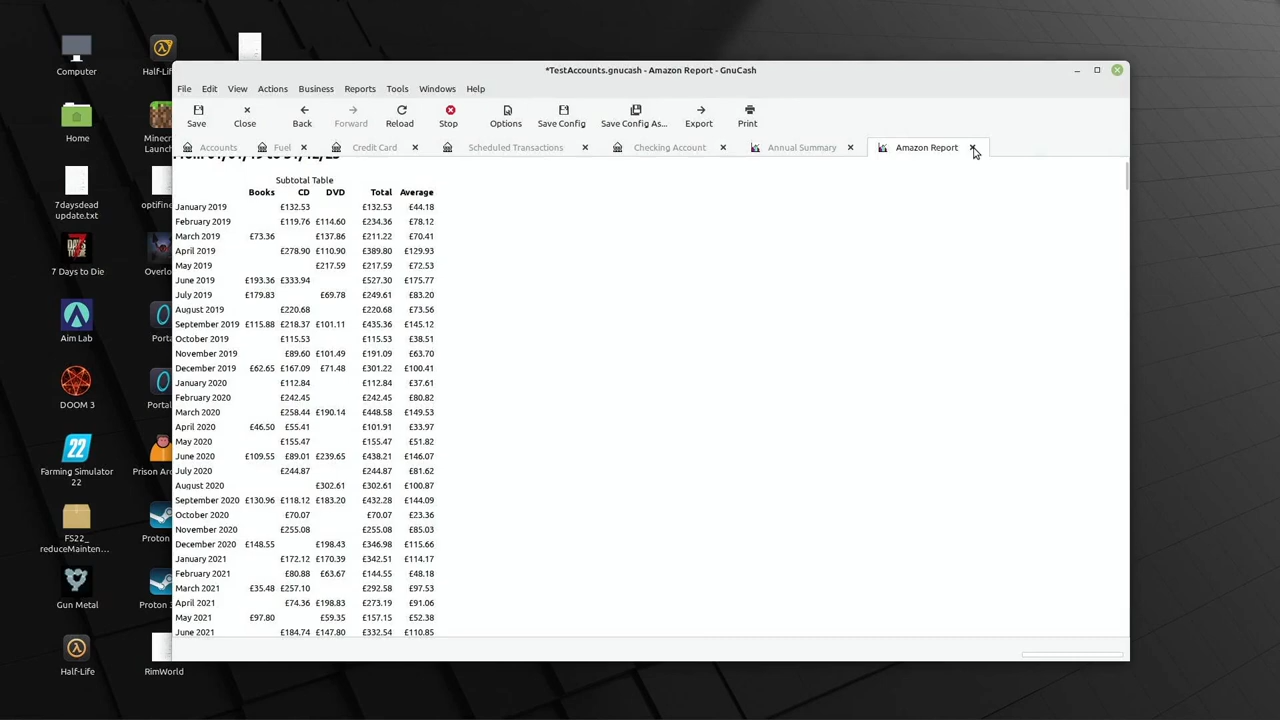 *TestAccounts.gnucash - Amazon Report - GnuCash
File Edit View Actions Business Reports Tools Windows Help
Save Close Back Forward Reload Stop Options Save Config Save Config As... Export Print
Accounts Fuel Credit Card Scheduled Transactions Checking Account Annual Summary Amazon Report
Subtotal Table
Books CD DVD Total Average
January 2019 £132.53 £132.53 £44.18
February 2019 £119.76 £114.60 £234.36 £78.12
March 2019 £73.36 £137.86 £211.22 £70.41
April 2019 £278.90 £110.90 £389.80 £129.93
May 2019 £217.59 £217.59 £72.53
June 2019 £193.36 £333.94 £527.30 £175.77
July 2019 £179.83 £69.78 £249.61 £83.20
August 2019 £220.68 £220.68 £73.56
September 2019 £115.88 £218.37 £101.11 £435.36 £145.12
October 2019 £115.53 £115.53 £38.51
November 2019 £89.60 £101.49 £191.09 £63.70
December 2019 £62.65 £167.09 £71.48 £301.22 £100.41
January 2020 £112.84 £112.84 £37.61
February 2020 £242.45 £242.45 £80.82
March 2020 £258.44 £190.14 £448.58 £149.53
April 2020 £46.50 £55.41 £101.91 £33.97
May 2020 £155.47 £155.47 £51.82
June 2020 £109.55 £89.01 £239.65 £438.21 £146.07
July 2020 £244.87 £244.87 £81.62
August 2020 £302.61 £302.61 £100.87
September 2020 £130.96 £118.12 £183.20 £432.28 £144.09
October 2020 £70.07 £70.07 £23.36
November 2020 £255.08 £255.08 £85.03
December 2020 £148.55 £198.43 £346.98 £115.66
January 2021 £172.12 £170.39 £342.51 £114.17
February 2021 £80.88 £63.67 £144.55 £48.18
March 2021 £35.48 £257.10 £292.58 £97.53
April 2021 £74.36 £198.83 £273.19 £91.06
May 2021 £97.80 £59.35 £157.15 £52.38
June 2021 £184.74 £147.80 £332.54 £110.85
Computer
Half-Life
Home
Minecr
Launch
7daysdead
update.txt
optifine
7 Days to Die
Overlo
Aim Lab
Porta
DOOM 3
Portal
22
Farming Simulator
22
Prison Arc
FS22_
reduceMainten...
Proton
Gun Metal
Proton
Half-Life
RimWorld